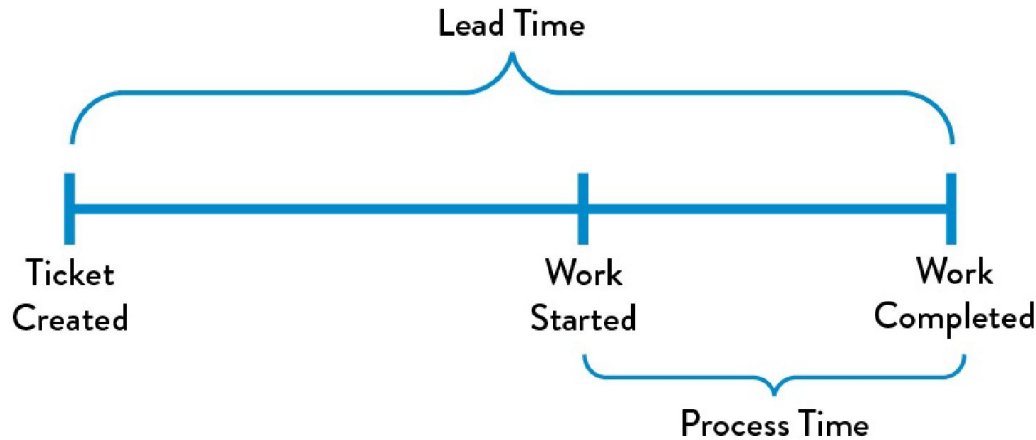 Lead Time
Ticket
Created
Work
Started
Work
Completed
Process Time